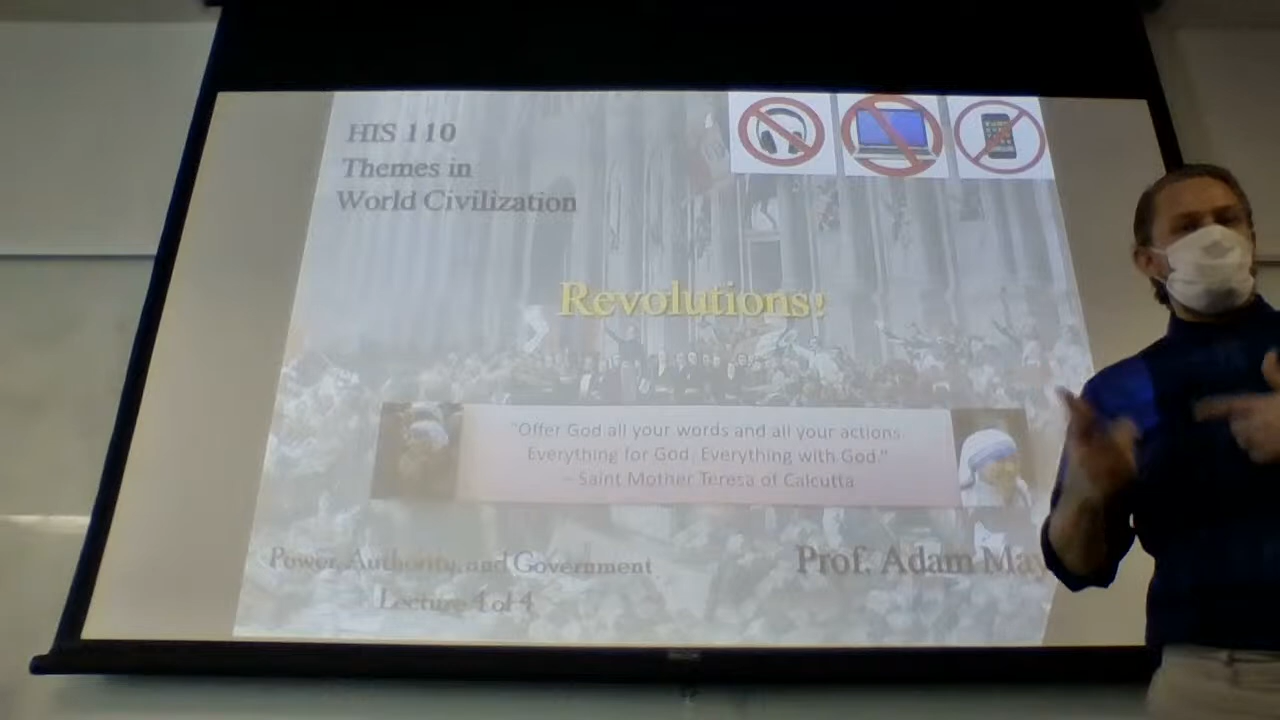 HIS 110
Themes in
World Civilization
Revolutions!
"Offer God all your words and all your actions.
Everything for God. Everything with God."
– Saint Mother Teresa of Calcutta
Power, Authority, and Government
Prof. Adam May
Lecture 4 of 4